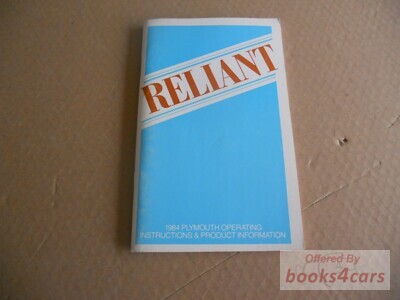 RELIANT
1984 PLYMOUTH OPERATING
INSTRUCTIONS & PRODUCT INFORMATION
Offered By
books4cars